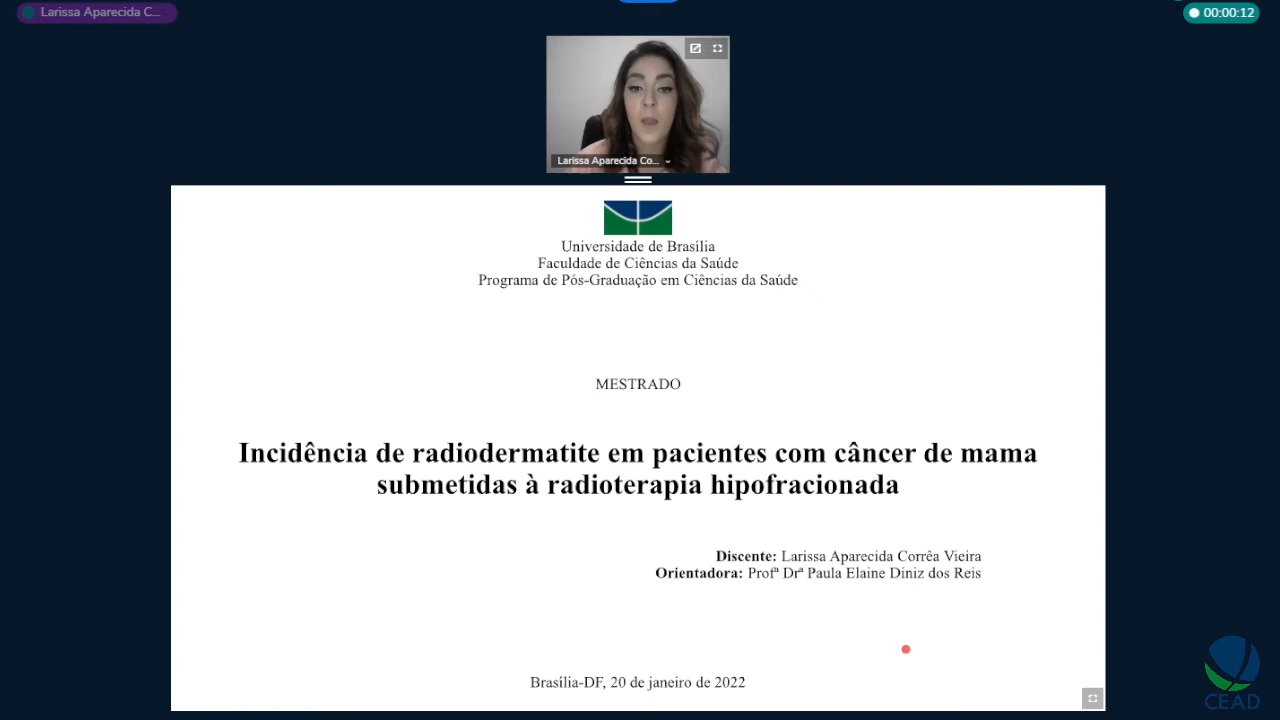 Larissa Aparecida C...
00:00:12
Larissa Aparecida Co...
Universidade de Brasília
Faculdade de Ciências da Saúde
Programa de Pós-Graduação em Ciências da Saúde
MESTRADO
Incidência de radiodermatite em pacientes com câncer de mama
submetidas à radioterapia hipofracionada
Discente: Larissa Aparecida Corrêa Vieira
Orientadora: Profª Drª Paula Elaine Diniz dos Reis
Brasília-DF, 20 de janeiro de 2022
CEAD